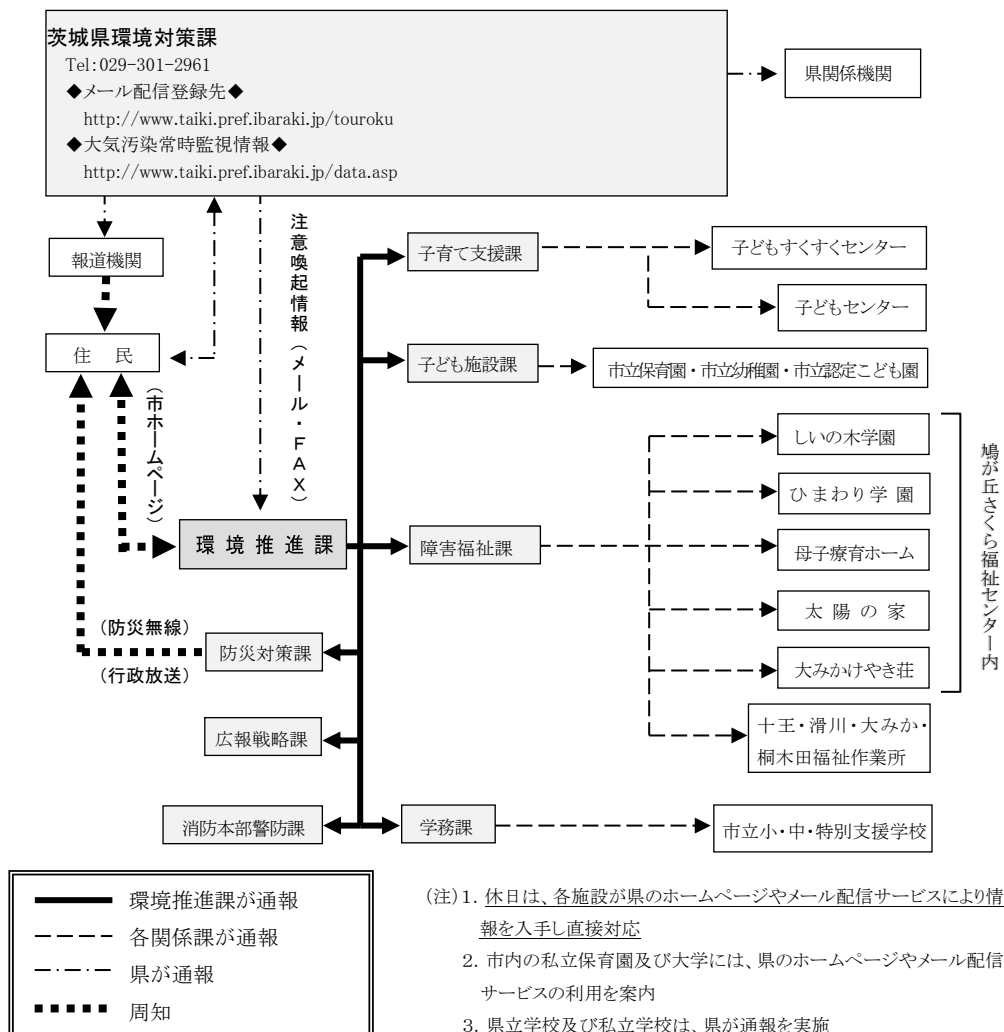 茨城県環境対策課
Tel:029-301-2961
◆メール配信登録先◆
http://www.taiki.pref.ibaraki.jp/touroku
◆大気汚染常時監視情報◆
http://www.taiki.pref.ibaraki.jp/data.asp
県関係機関
報道機関
住 民
(市ホームページ)
注意喚起情報(メール・FAX)
環 境 推 進 課
(防災無線)
(行政放送)
防災対策課
広報戦略課
消防本部警防課
子育て支援課
子どもすくすくセンター
子どもセンター
子ども施設課
市立保育園・市立幼稚園・市立認定こども園
障害福祉課
しいの木学園
ひまわり学 園
母子療育ホーム
太 陽 の 家
大みかけやき荘
鳩が丘さくら福祉センター内
十王・滑川・大みか・
桐木田福祉作業所
学務課
市立小・中・特別支援学校
環境推進課が通報
各関係課が通報
県が通報
周知
(注)1. 休日は、各施設が県のホームページやメール配信サービスにより情
報を入手し直接対応
2. 市内の私立保育園及び大学には、県のホームページやメール配信
サービスの利用を案内
3. 県立学校及び私立学校は、県が通報を実施